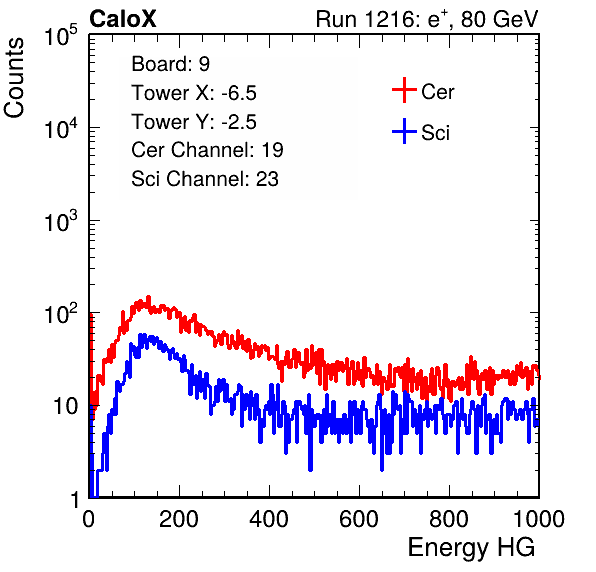 CaloX
Run 1216: e⁺, 80 GeV
Counts
10⁵
10⁴
10³
10²
10
1
Board: 9
Tower X: -6.5
Tower Y: -2.5
Cer Channel: 19
Sci Channel: 23
Cer
Sci
0 200 400 600 800 1000
Energy HG